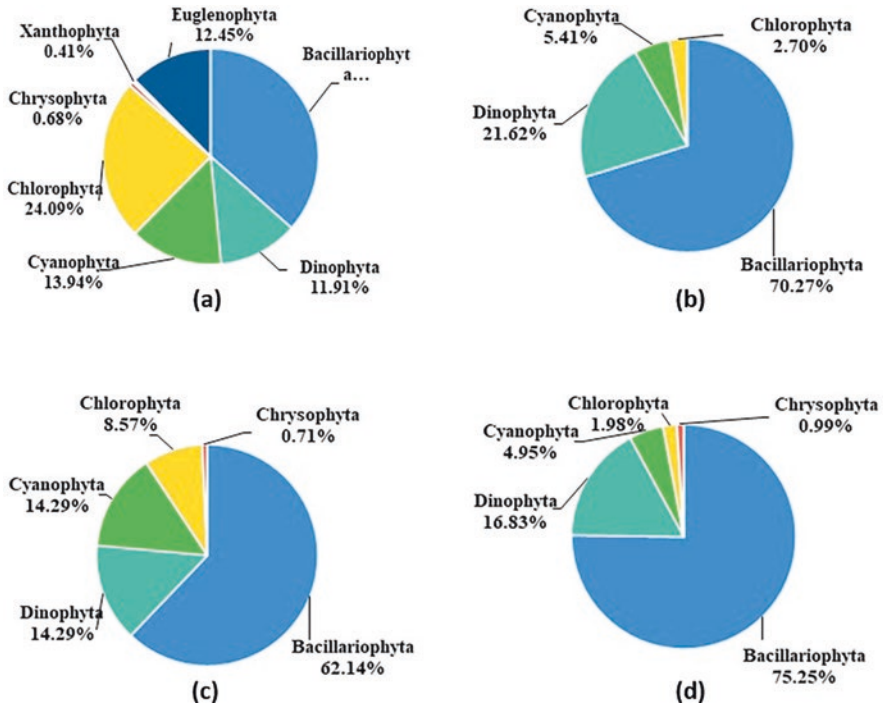 Euglenophyta
12.45%
Xanthophyta
0.41%
Bacillariophyt
a...
Chrysophyta
0.68%
Chlorophyta
24.09%
Cyanophyta
13.94%
Dinophyta
11.91%
(a)
Cyanophyta
5.41%
Chlorophyta
2.70%
Dinophyta
21.62%
Bacillariophyta
70.27%
(b)
Chlorophyta
8.57%
Chrysophyta
0.71%
Cyanophyta
14.29%
Dinophyta
14.29%
Bacillariophyta
62.14%
(c)
Chlorophyta
1.98%
Chrysophyta
0.99%
Cyanophyta
4.95%
Dinophyta
16.83%
Bacillariophyta
75.25%
(d)